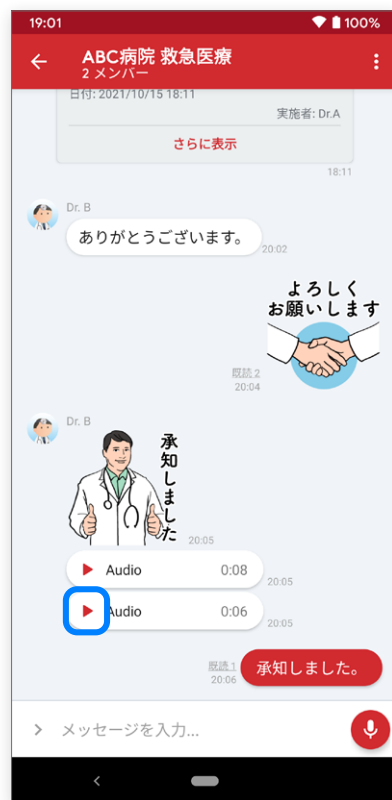 19:01
100%
ABC病院 救急医療
2 メンバー
日付: 2021/10/15 18:11
実施者: Dr.A
さらに表示
18:11
Dr. B
ありがとうございます。
20:02
よろしく
お願いします
既読 2
20:04
Dr. B
承知しました
20:05
Audio
0:08
20:05
Audio
0:06
20:05
既読 1
20:06
承知しました。
メッセージを入力...